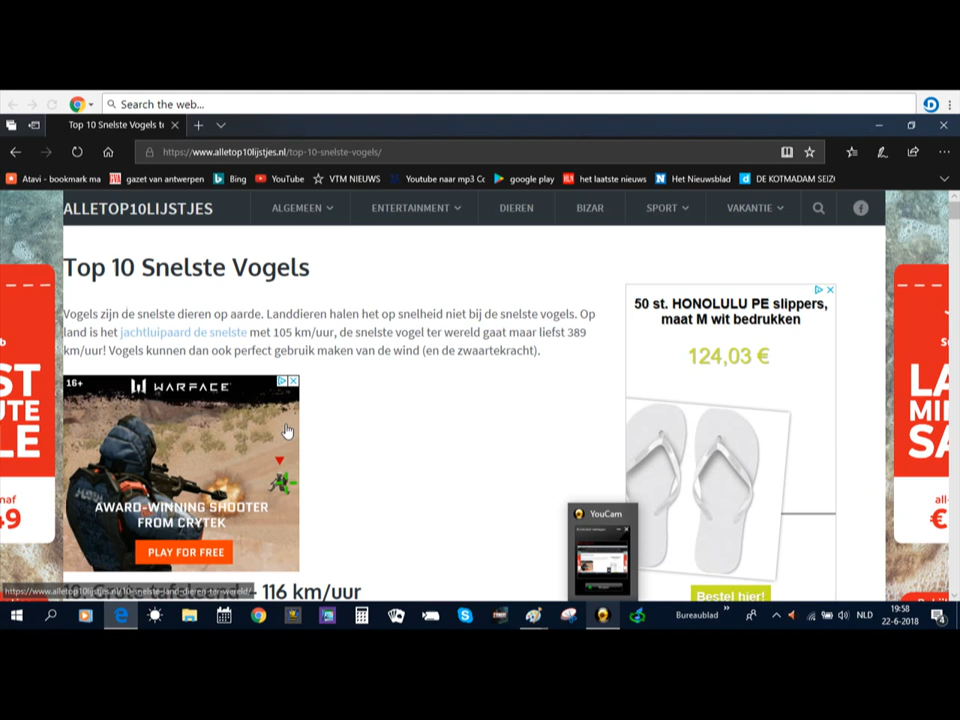 Search the web...
Top 10 Snelste Vogels te
https://www.alletop10lijstjes.nl/top-10-snelste-vogels/
Atavi - bookmark ma
gazet van antwerpen
Bing
YouTube
VTM NIEUWS
Youtube naar mp3 Co
google play
het laatste nieuws
Het Nieuwsblad
DE KOTMADAM SEIZ
ALLETOP10LIJSTJES
ALGEMEEN
ENTERTAINMENT
DIEREN
BIZAR
SPORT
VAKANTIE
Top 10 Snelste Vogels
Vogels zijn de snelste dieren op aarde. Landdieren halen het op snelheid niet bij de snelste vogels. Op
land is het jachtluipaard de snelste met 105 km/uur, de snelste vogel ter wereld gaat maar liefst 389
km/uur! Vogels kunnen dan ook perfect gebruik maken van de wind (en de zwaartekracht).
50 st. HONOLULU PE slippers,
maat M wit bedrukken
124,03 €
Bestel hier!
16+
WARFACE
AWARD-WINNING SHOOTER
FROM CRYTEK
PLAY FOR FREE
YouCam
https://www.alletop10lijstjes.nl/10-snelste-land-dieren-ter-wereld/
- 116 km/uur
Bureaublad
NLD
19:58
22-6-2018
4